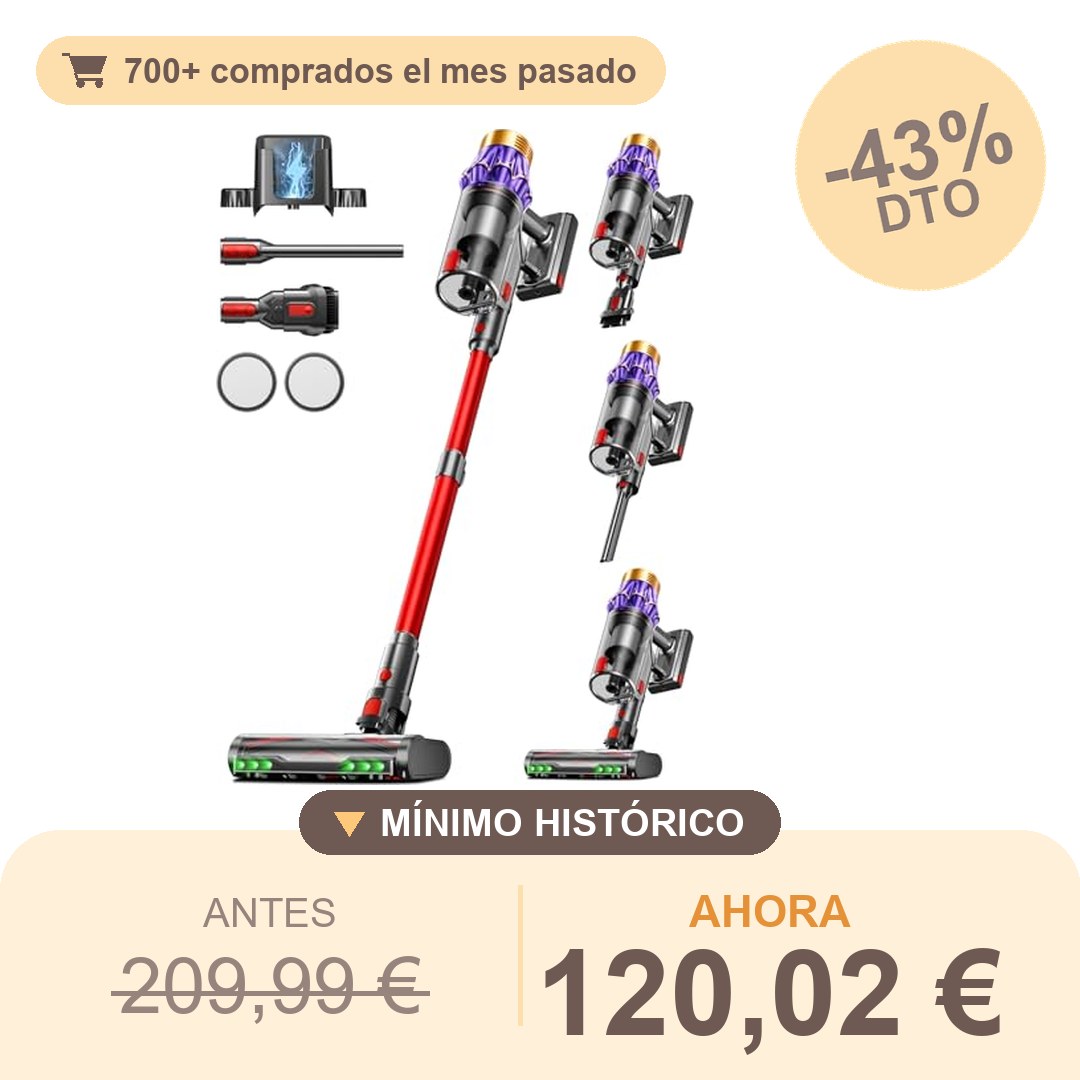 700+ comprados el mes pasado
-43%
DTO
MÍNIMO HISTÓRICO
ANTES
209,99 €
AHORA
120,02 €